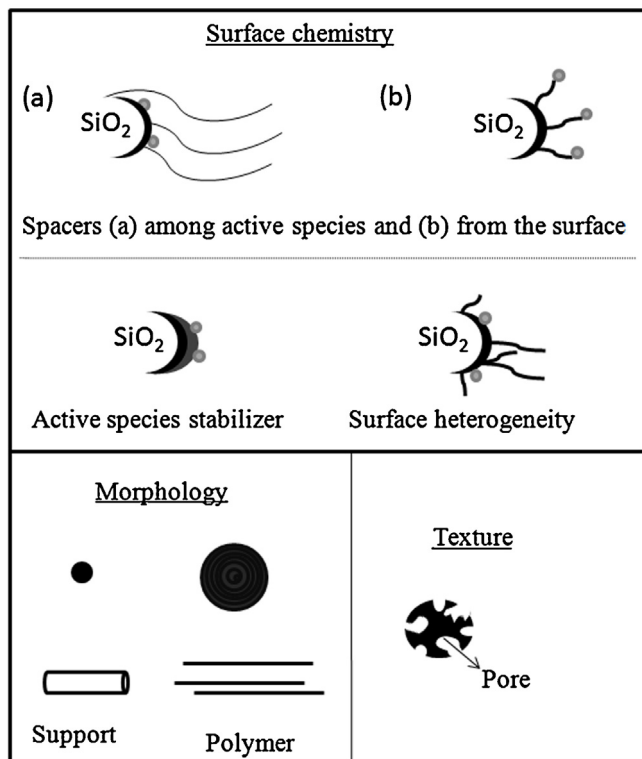 Surface chemistry
(a)
SiO₂
(b)
SiO₂
Spacers (a) among active species and (b) from the surface
SiO₂
SiO₂
Active species stabilizer
Surface heterogeneity
Morphology
Support
Polymer
Texture
Pore